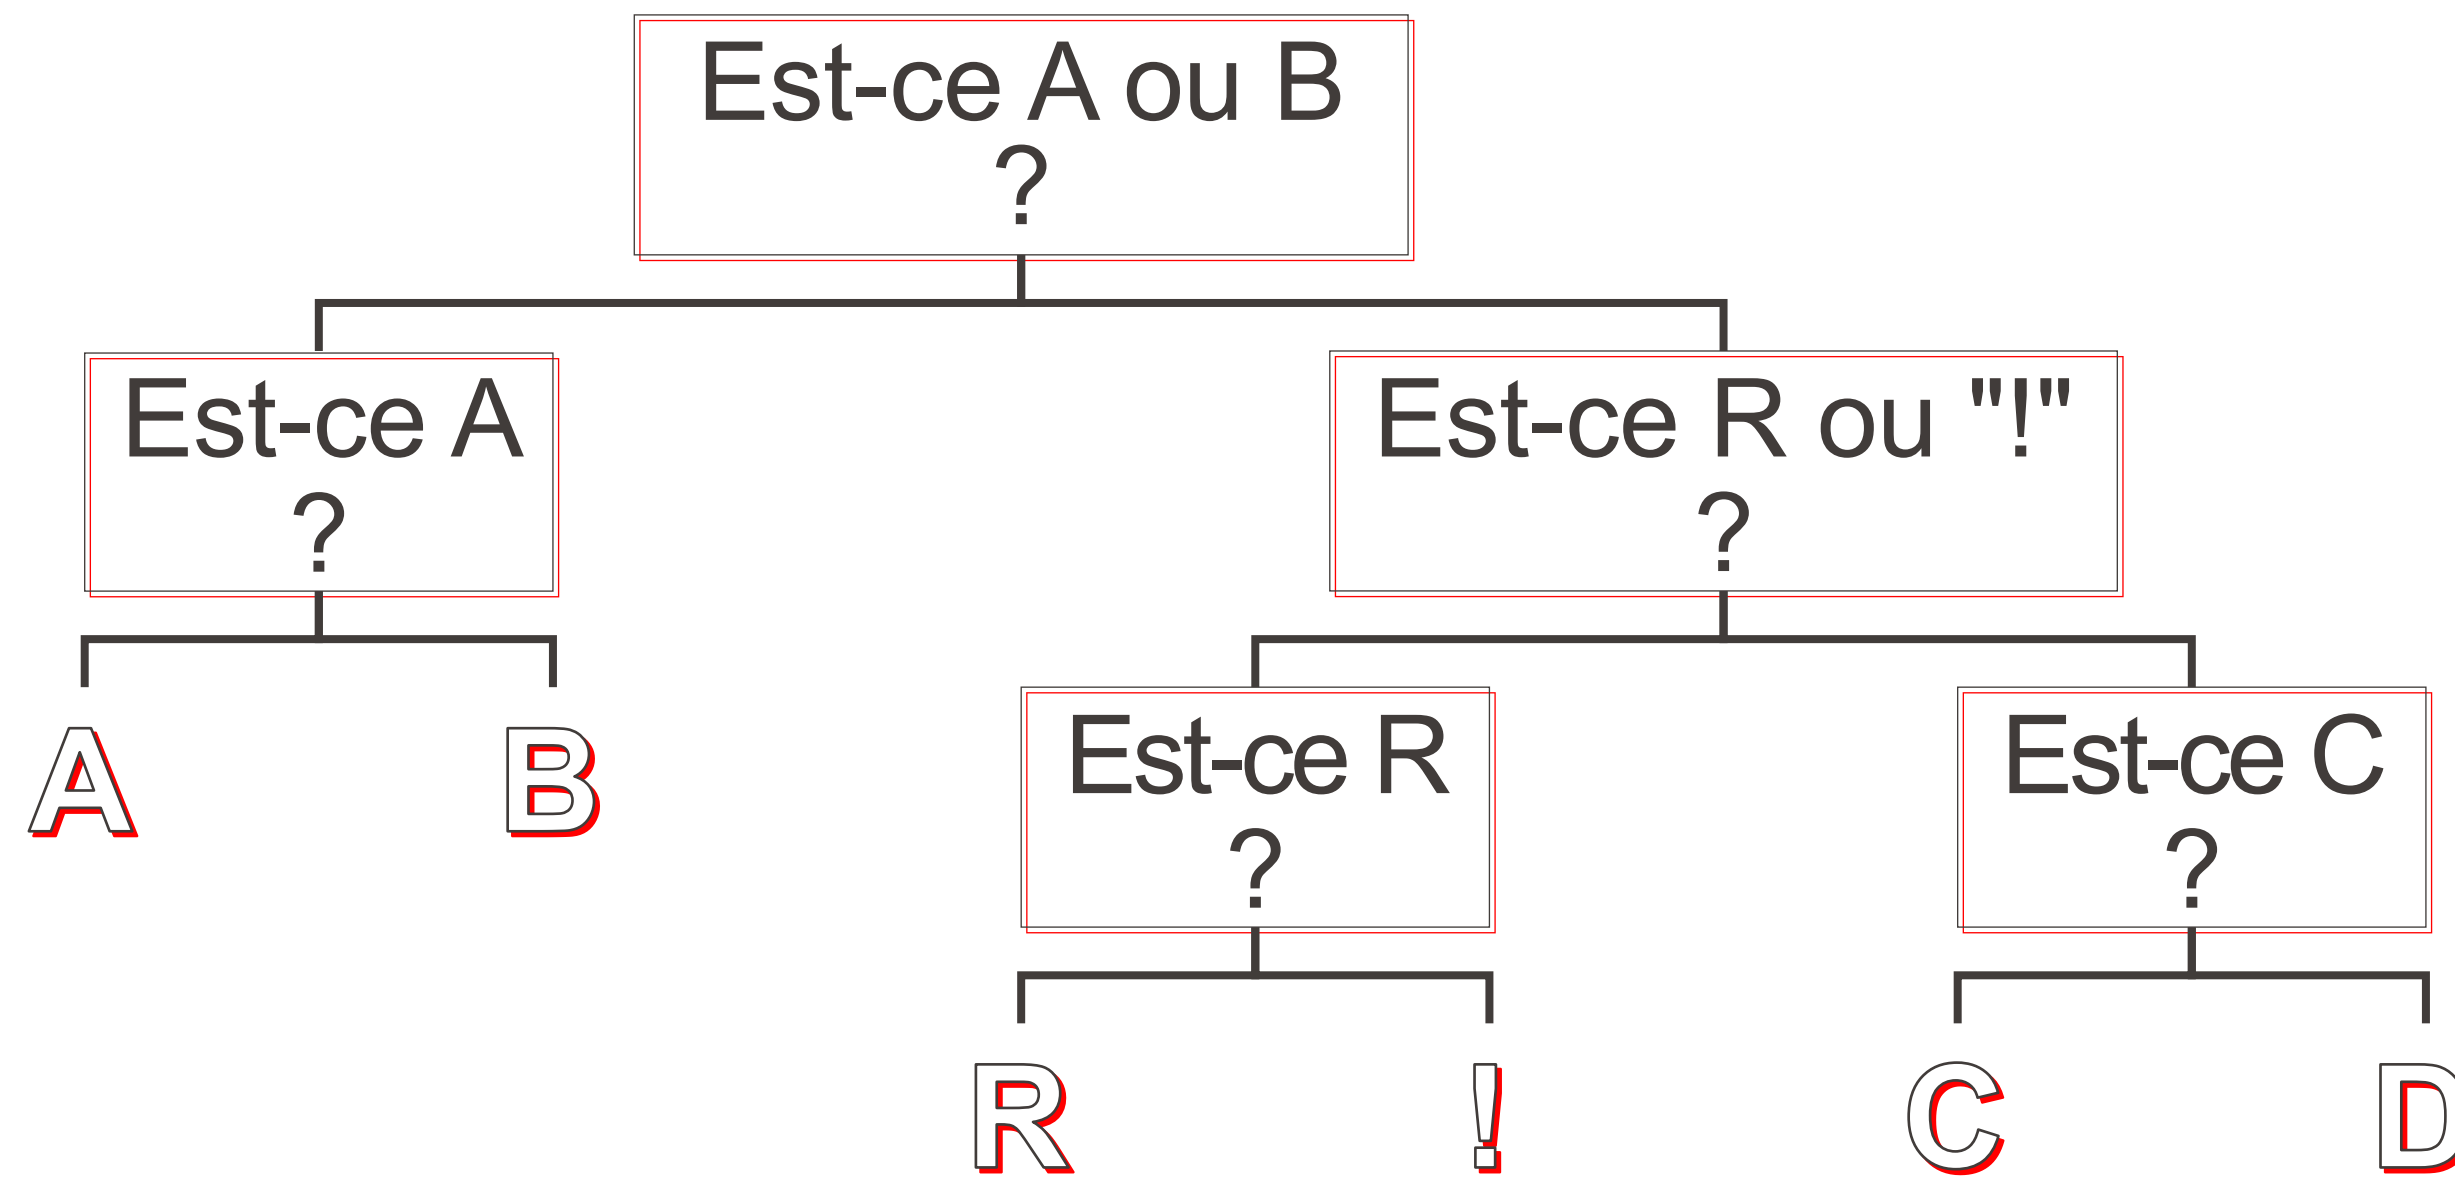 Est-ce A ou B
?
Est-ce A
?
Est-ce R ou "!"
?
Est-ce R
?
Est-ce C
?
A
B
R
!
C
D